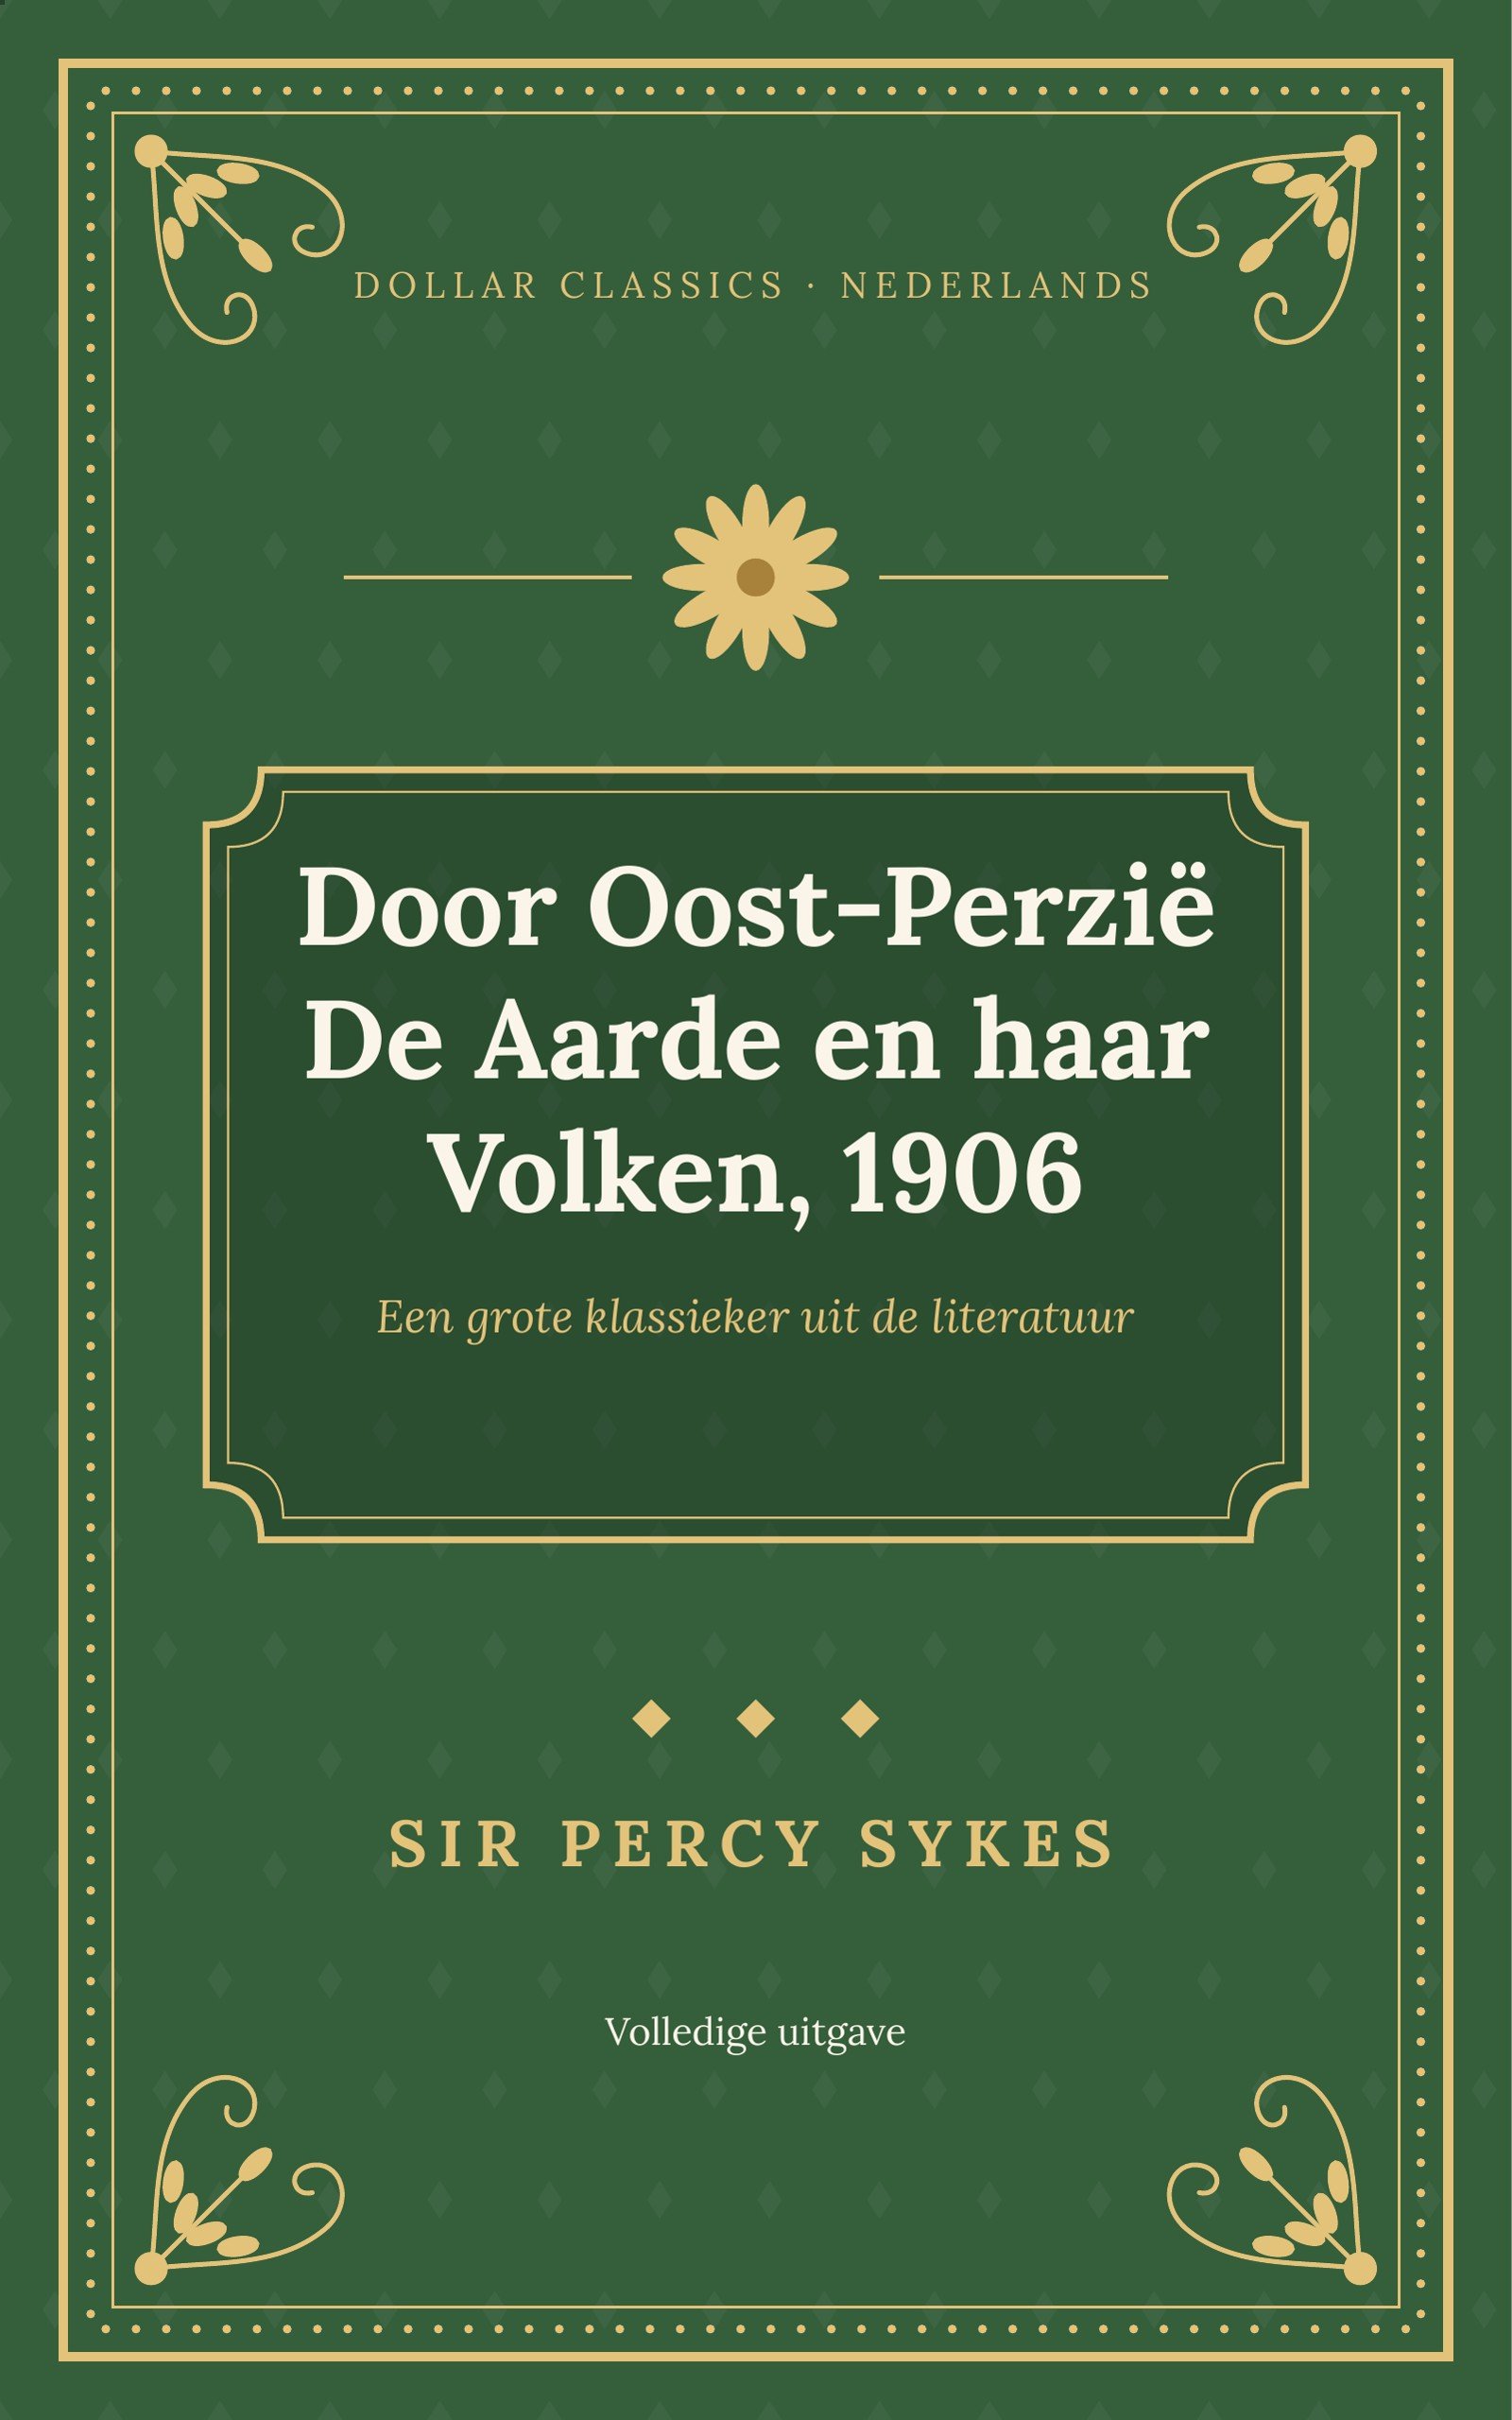 DOLLAR CLASSICS · NEDERLANDS
Door Oost-Perzië
De Aarde en haar
Volken, 1906
Een grote klassieker uit de literatuur
SIR PERCY SYKES
Volledige uitgave